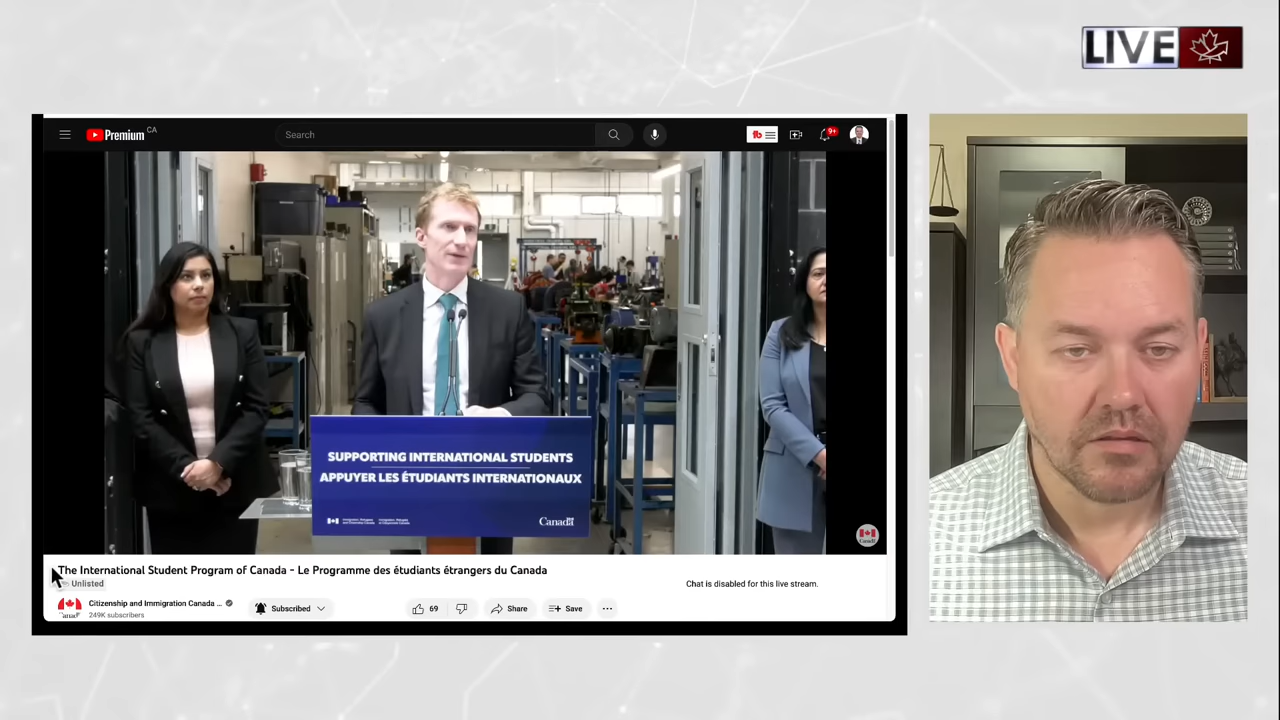 LIVE
Premium CA
Search
9+
SUPPORTING INTERNATIONAL STUDENTS
APPUYER LES ÉTUDIANTS INTERNATIONAUX
Canada
The International Student Program of Canada - Le Programme des étudiants étrangers du Canada
Unlisted
Chat is disabled for this live stream.
Citizenship and Immigration Canada ...
249K subscribers
Subscribed
69
Share
Save